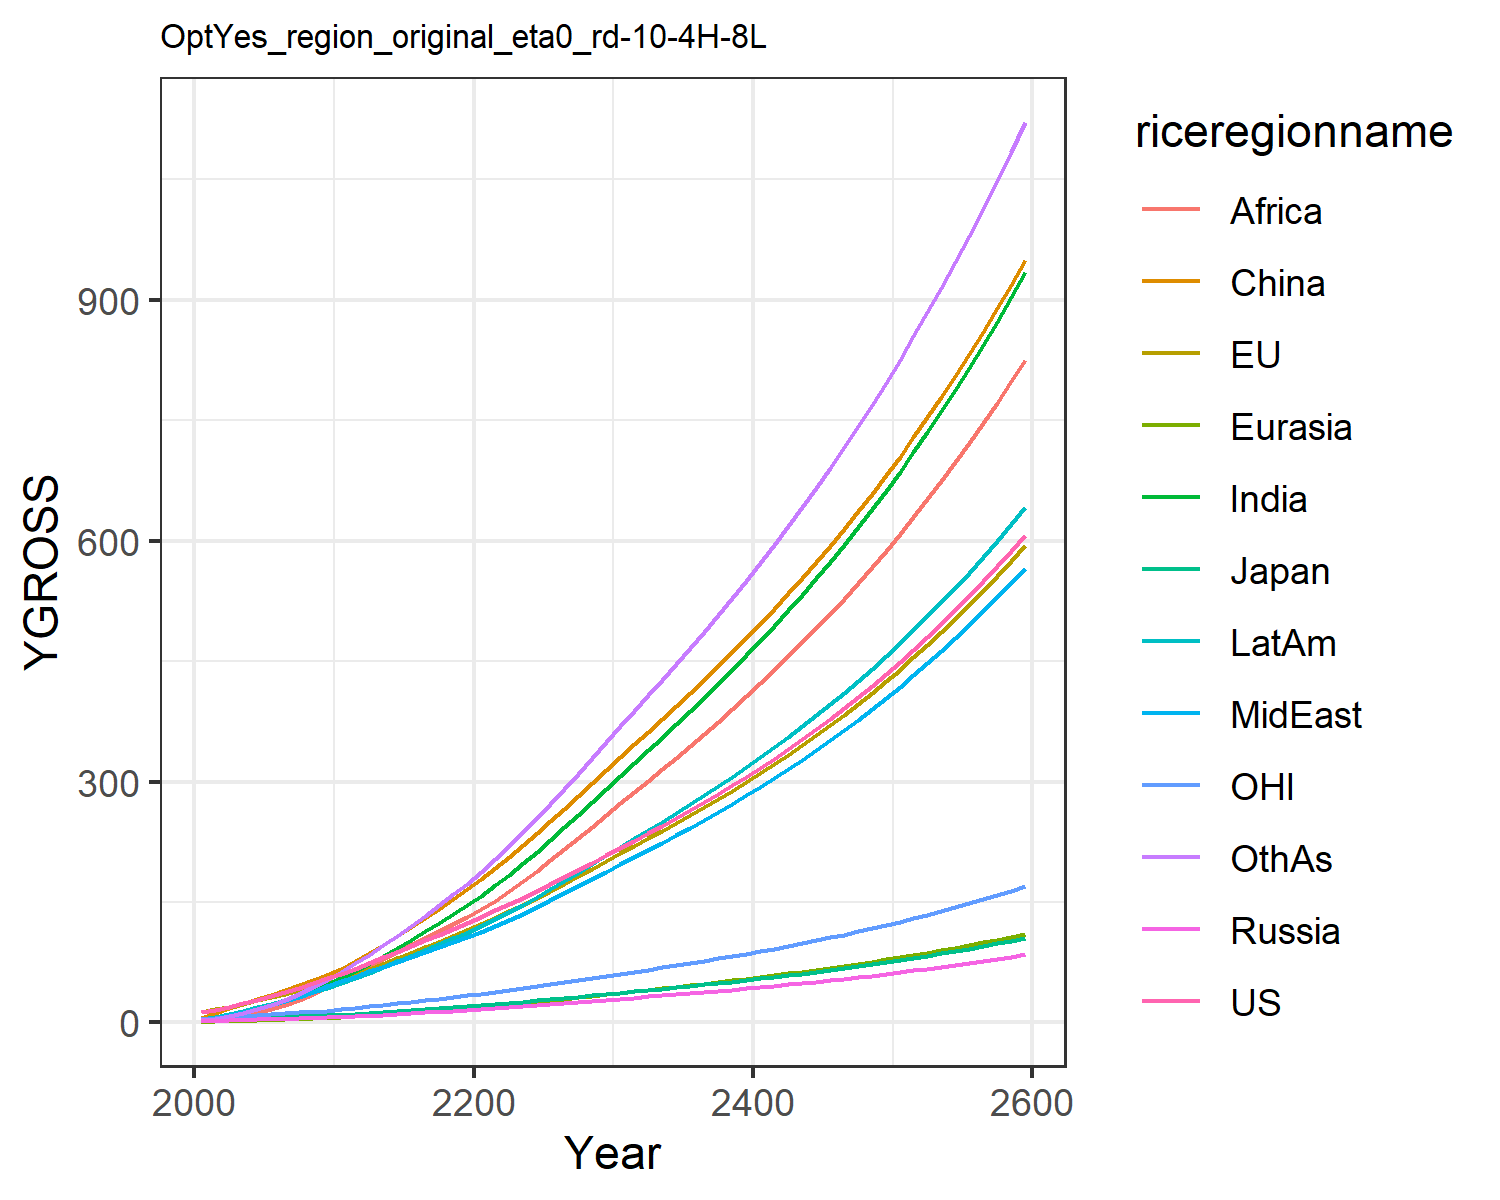 OptYes_region_original_eta0_rd-10-4H-8L
YGROSS
900
600
300
0
2000 2200 2400 2600
Year
riceregionname
Africa
China
EU
Eurasia
India
Japan
LatAm
MidEast
OHI
OthAs
Russia
US